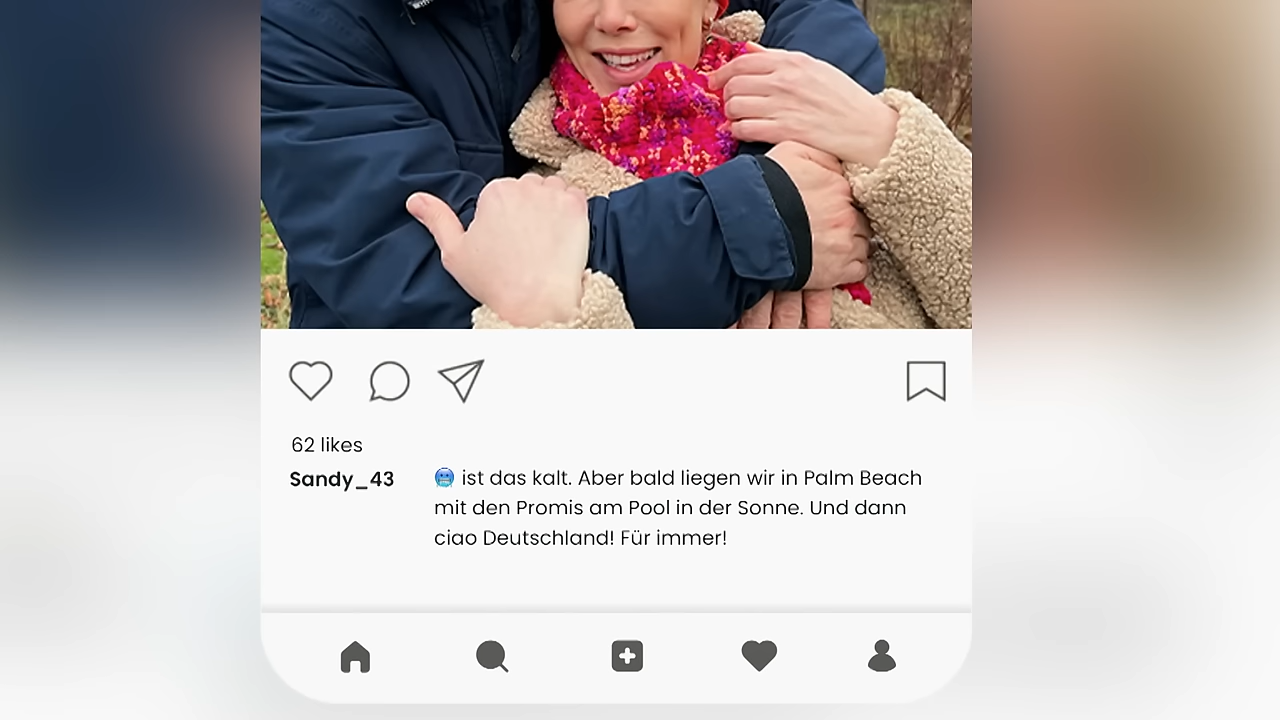 62 likes
Sandy_43 🥶 ist das kalt. Aber bald liegen wir in Palm Beach
mit den Promis am Pool in der Sonne. Und dann
ciao Deutschland! Für immer!